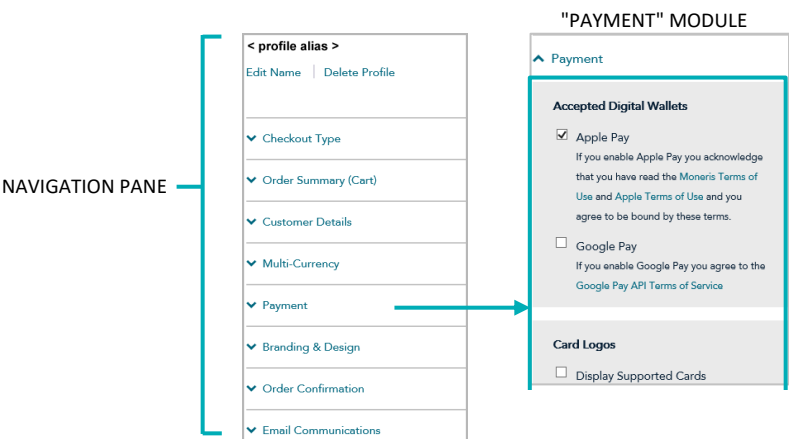 "PAYMENT" MODULE
< profile alias >
Edit Name | Delete Profile
Checkout Type
Order Summary (Cart)
NAVIGATION PANE
Customer Details
Multi-Currency
Payment
Branding & Design
Order Confirmation
Email Communications
Payment
Accepted Digital Wallets
Apple Pay
If you enable Apple Pay you acknowledge
that you have read the Moneris Terms of
Use and Apple Terms of Use and you
agree to be bound by these terms.
Google Pay
If you enable Google Pay you agree to the
Google Pay API Terms of Service
Card Logos
Display Supported Cards